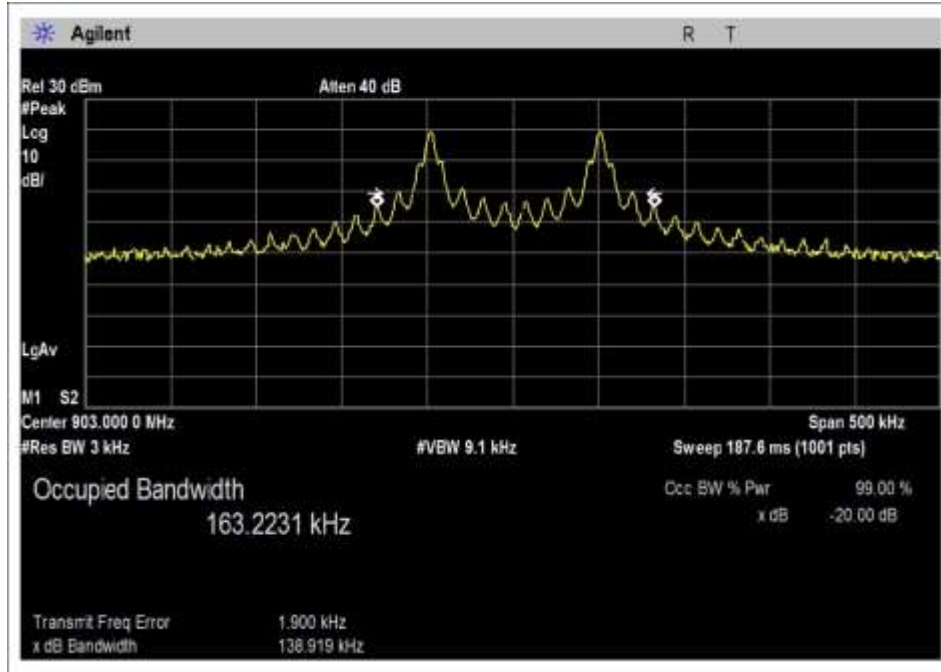 Agilent R T
Ref 30 dBm Atten 40 dB
#Peak
Log
10
dB/
LgAv
M1 S2
Center 903.000 0 MHz Span 500 kHz
#Res BW 3 kHz #VBW 9.1 kHz Sweep 187.6 ms (1001 pts)
Occupied Bandwidth Occ BW % Pwr 99.00 %
163.2231 kHz x dB -20.00 dB
Transmit Freq Error 1.900 kHz
x dB Bandwidth 138.919 kHz